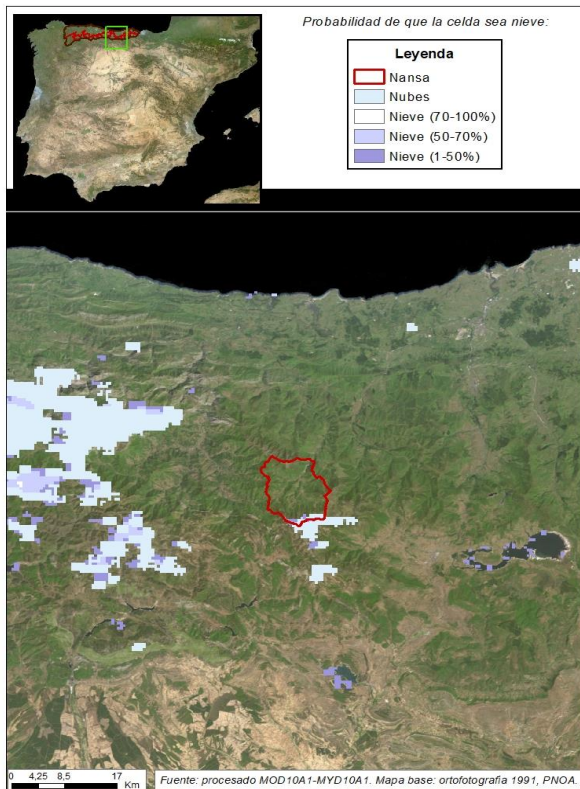 Probabilidad de que la celda sea nieve:
Leyenda
Nansa
Nubes
Nieve (70-100%)
Nieve (50-70%)
Nieve (1-50%)
0 4,25 8,5 17
Km
Fuente: procesado MOD10A1-MYD10A1. Mapa base: ortofotografia 1991, PNOA.